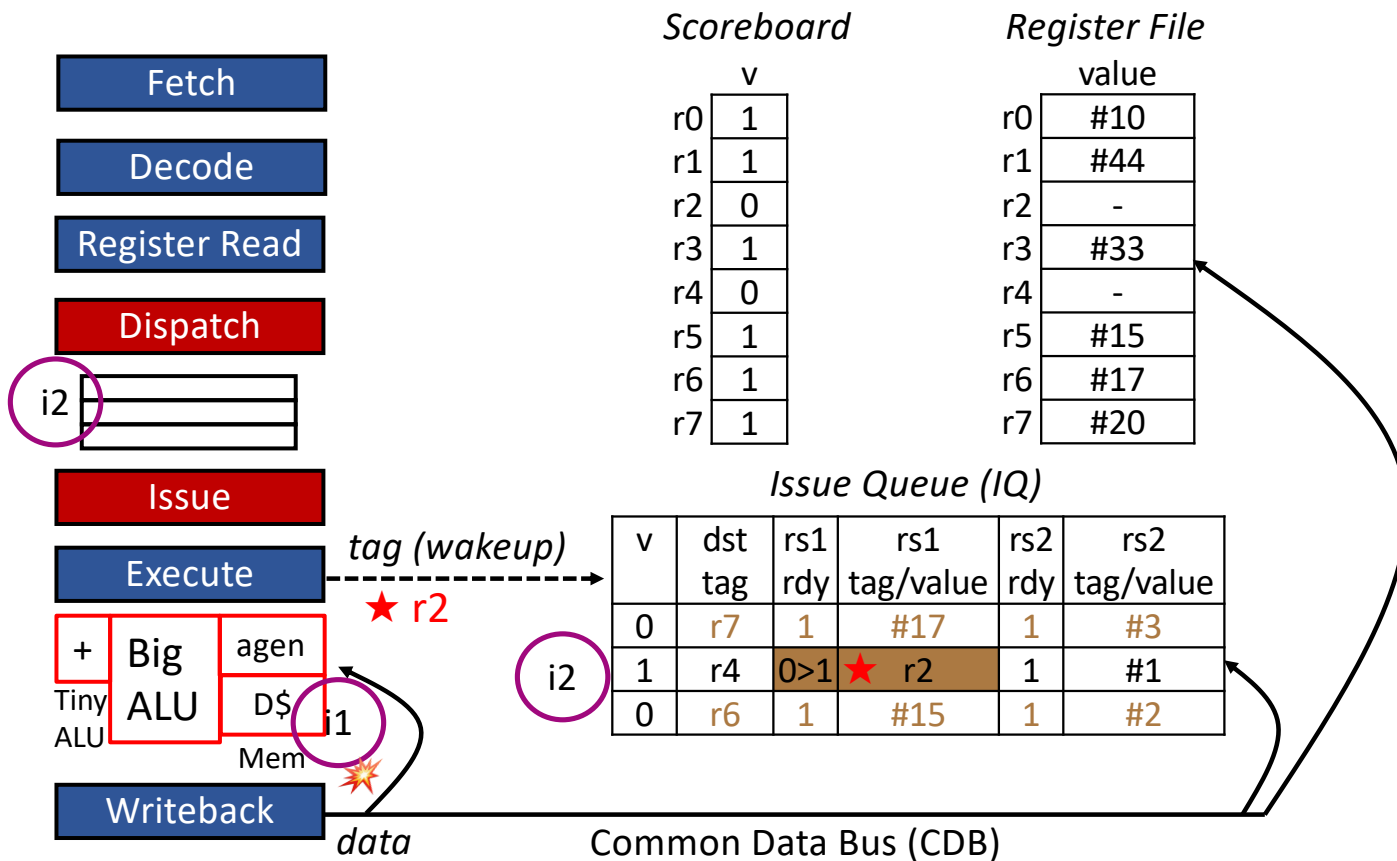 Scoreboard
Register File
v
value
Fetch
Decode
Register Read
Dispatch
i2
Issue
Execute
+
Big ALU
agen
D$
Tiny ALU
i1
Mem
Writeback
data
r0 1
r1 1
r2 0
r3 1
r4 0
r5 1
r6 1
r7 1
r0 #10
r1 #44
r2 -
r3 #33
r4 -
r5 #15
r6 #17
r7 #20
tag (wakeup)
★ r2
Issue Queue (IQ)
v dst rs1 rs1 rs2 rs2
tag rdy tag/value rdy tag/value
0 r7 1 #17 1 #3
i2 1 r4 0>1 ★ r2 1 #1
0 r6 1 #15 1 #2
Common Data Bus (CDB)